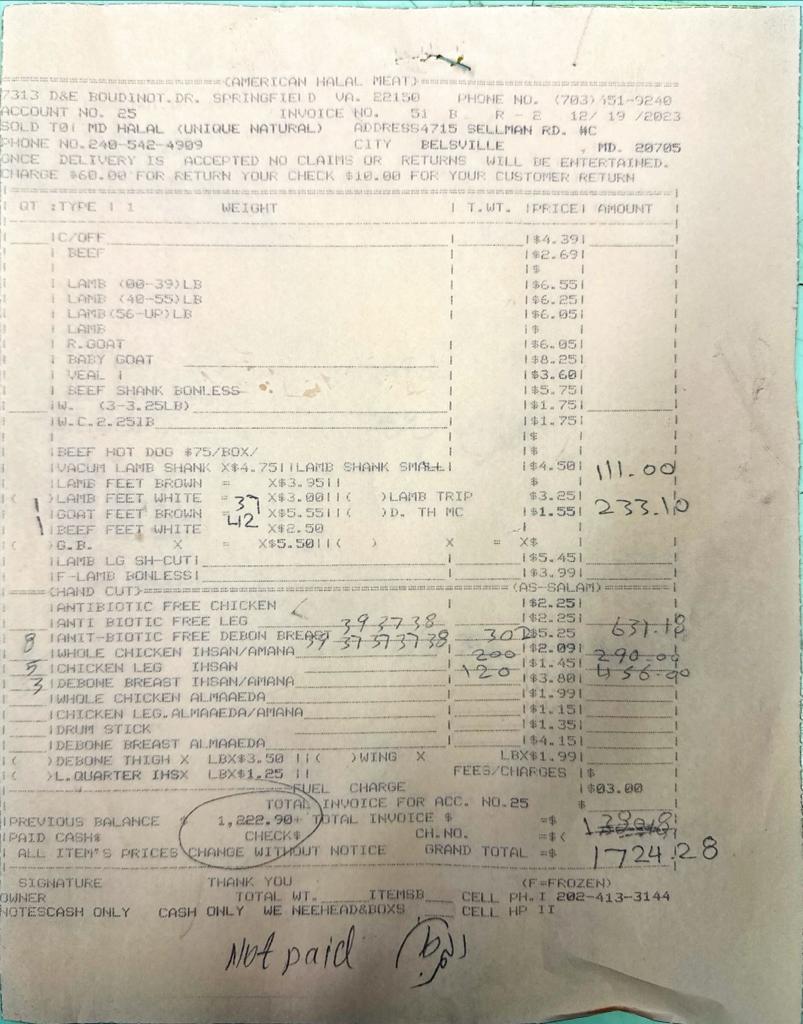 (AMERICAN HALAL MEAT)
7313 D&E BOUDINOT.DR. SPRINGFIELD VA. 22150 PHONE NO. (703)451-9240
ACCOUNT NO. 25 INVOICE NO. 51 B R - 2 12/ 19 /2023
SOLD TO: MD HALAL (UNIQUE NATURAL) ADDRESS4715 SELLMAN RD. #C
PHONE NO.240-542-4909 CITY BELSVILLE , MD. 20705
ONCE DELIVERY IS ACCEPTED NO CLAIMS OR RETURNS WILL BE ENTERTAINED.
CHARGE $60.00 FOR RETURN YOUR CHECK $10.00 FOR YOUR CUSTOMER RETURN
QT :TYPE | 1 WEIGHT | T.WT. |PRICE| AMOUNT
|C/OFF | |$4.39|
| BEEF |$2.69|
| |$ |
| LAMB (00-39)LB |$6.55|
| LAMB (40-55)LB |$6.25|
| LAMB(56-UP)LB |$6.05|
| LAMB |$ |
| R.GOAT |$6.05|
| BABY GOAT |$8.25|
| VEAL | |$3.60|
| BEEF SHANK BONLESS |$5.75|
|W. (3-3.25LB) |$1.75|
|W.C.2.25lB |$1.75|
| |$ |
|BEEF HOT DOG $75/BOX/ |$ |
|VACUM LAMB SHANK X$4.75||LAMB SHANK SMALL| |$4.50| 111.00
|LAMB FEET BROWN = X$3.95|| $
( 1 )LAMB FEET WHITE = 37 X$3.00||( )LAMB TRIP $3.25|
1 |GOAT FEET BROWN = 42 X$5.55||( )D. TH MC |$1.55| 233.10
|BEEF FEET WHITE X$2.50
( )G.B. X = X$5.50||( ) X = X$
|LAMB LG SH-CUT| |$5.45|
|F-LAMB BONLESS| |$3.99|
(HAND CUT) (AS-SALAM)
|ANTIBIOTIC FREE CHICKEN |$2.25|
|ANTI BIOTIC FREE LEG 39 37 38 |$2.25|
8 |ANIT-BIOTIC FREE DEBON BREAST 39 37 37 37 38 302 $5.25 631.18
|WHOLE CHICKEN IHSAN/AMANA 200 |$2.09| 290.00
5 |CHICKEN LEG IHSAN 120 |$1.45| 456.00
3 |DEBONE BREAST IHSAN/AMANA |$3.80|
|WHOLE CHICKEN ALMAAEDA |$1.99|
|CHICKEN LEG.ALMAAEDA/AMANA |$1.15|
|DRUM STICK |$1.35|
|DEBONE BREAST ALMAAEDA |$4.15|
( )DEBONE THIGH X LBX$3.50 ||( )WING X LBX$1.99|
( )L.QUARTER IHSX LBX$1.25 || FEES/CHARGES |$
FUEL CHARGE |$03.00
TOTAL INVOICE FOR ACC. NO.25 $
|PREVIOUS BALANCE $ 1,222.90+ TOTAL INVOICE $ =$
|PAID CASH$ CHECK$ CH.NO. =$<
| ALL ITEM'S PRICES CHANGE WITHOUT NOTICE GRAND TOTAL =$ 1724.28
SIGNATURE THANK YOU (F=FROZEN)
OWNER TOTAL WT. ITEMSB CELL PH.I 202-413-3144
NOTESCASH ONLY CASH ONLY WE NEEHEAD&BOXS CELL HP II
Not paid